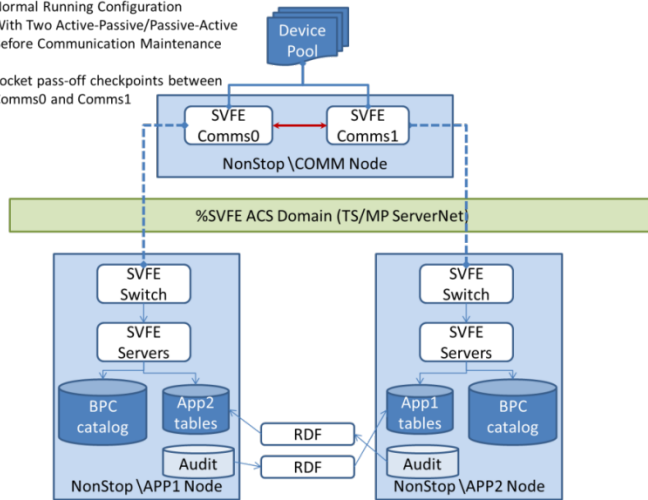 ormal Running Configuration
With Two Active-Passive/Passive-Active
Before Communication Maintenance
ocket pass-off checkpoints between
Comms0 and Comms1
Device
Pool
SVFE
Comms0
SVFE
Comms1
NonStop \COMM Node
%SVFE ACS Domain (TS/MP ServerNet)
SVFE
Switch
SVFE
Servers
BPC
catalog
App2
tables
Audit
NonStop \APP1 Node
RDF
RDF
SVFE
Switch
SVFE
Servers
App1
tables
BPC
catalog
Audit
NonStop \APP2 Node